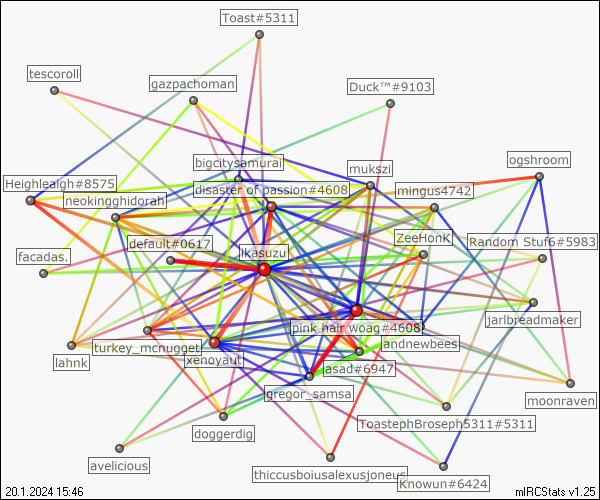 Toast#5311
tescoroll
gazpachoman
Duck™#9103
bigcitysamurai
mukszi
ogshroom
Heighleaigh#8575
disaster of passion#4608
mingus4742
neokingghidorah
default#0617
ikasuzu
ZeeHonK
Random Stuf6#5983
facadas.
pink hair woag#4608
jarlbreadmaker
turkey_mcnugget
andrewbees
lahnk
xenoyaut
asad#6947
gregor_samsa
moonraven
doggerdig
ToastephBroseph5311#5311
avelicious
thiccusboiusalexusjoneus
Knowun#6424
20.1.2024 15:46
mIRCStats v1.25